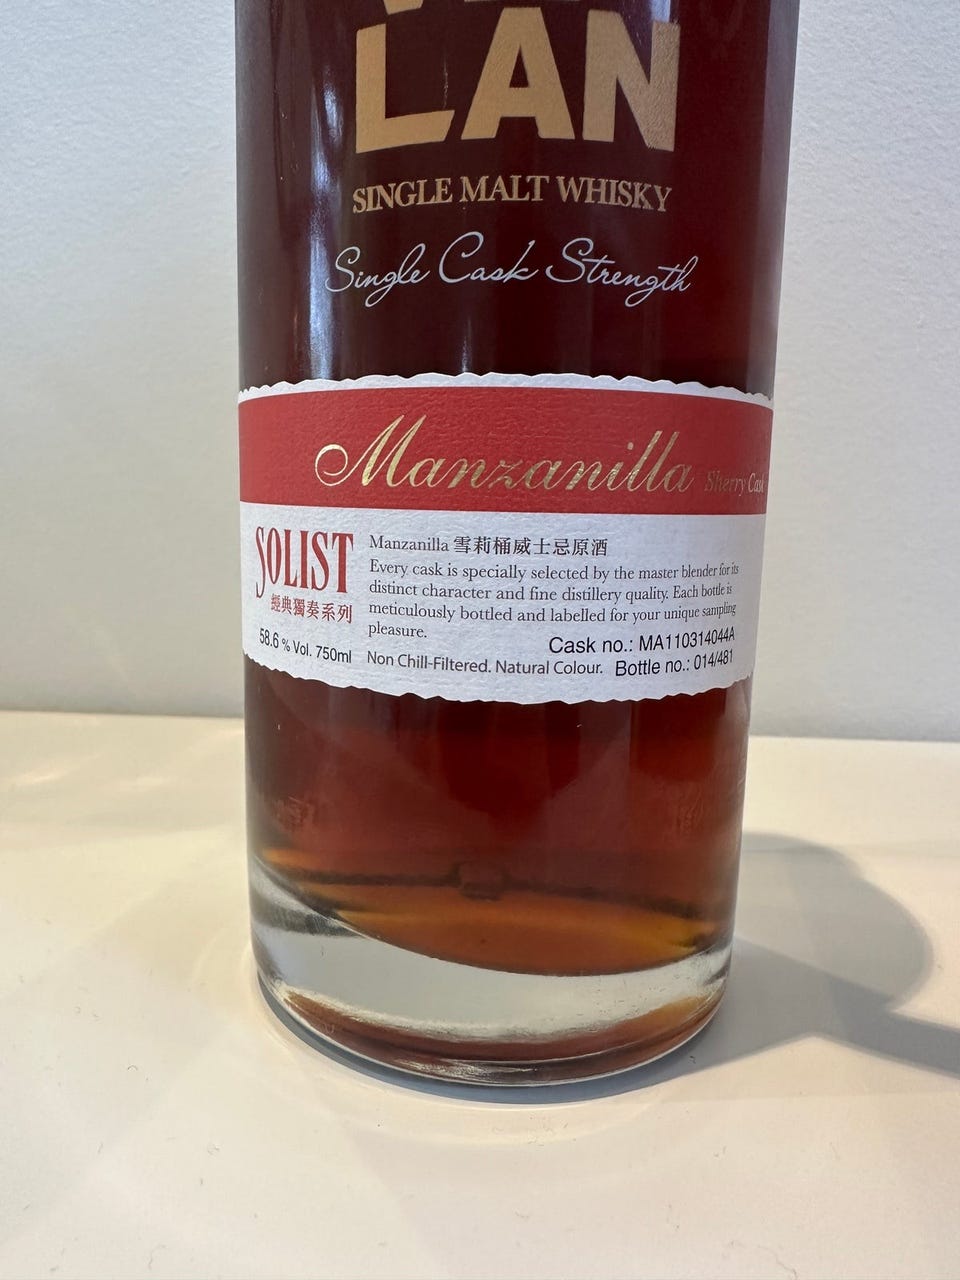 LAN
SINGLE MALT WHISKY
Single Cask Strength
Manzanilla Sherry Cask
SOLIST
經典獨奏系列
58.6 % Vol. 750ml
Manzanilla 雪莉桶威士忌原酒
Every cask is specially selected by the master blender for its
distinct character and fine distillery quality. Each bottle is
meticulously bottled and labelled for your unique sampling
pleasure.
Cask no.: MA110314044A
Non Chill-Filtered. Natural Colour. Bottle no.: 014/481